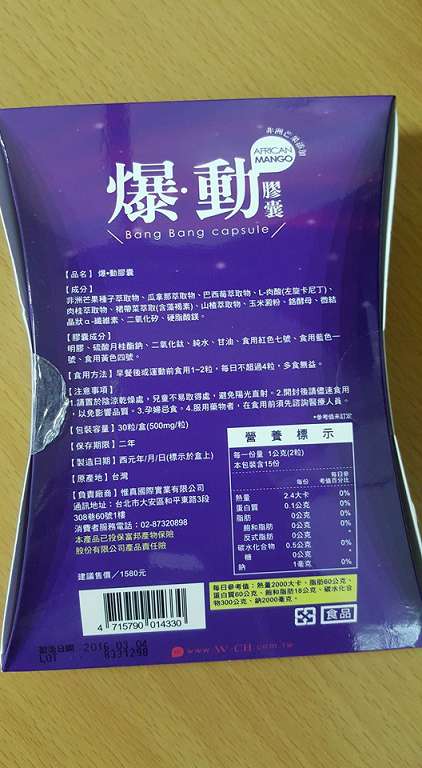 非洲芒果添加
AFRICAN
MANGO
爆·動膠囊
Bang Bang capsule
【品名】爆•動膠囊
【成分】
非洲芒果種子萃取物、瓜拿那萃取物、巴西莓萃取物、L-肉酸(左旋卡尼丁)、
肉桂萃取物、裙帶菜萃取(含藻褐素)、山楂萃取物、玉米澱粉、鉻酵母、微結
晶狀α-纖維素、二氧化矽、硬脂酸鎂。
【膠囊成分】
明膠、硫酸月桂酯鈉、二氧化鈦、純水、甘油、食用紅色七號、食用藍色一
號、食用黃色四號。
【食用方法】早餐後或運動前食用1~2粒，每日不超過4粒，多食無益。
【注意事項】
1.請置於陰涼乾燥處，兒童不易取得處，避免陽光直射。2.開封後請儘速食用
，以免影響品質。3.孕婦忌食。4.服用藥物者，在食用前須先諮詢醫療人員。
【包裝容量】30粒/盒(500mg/粒)
【保存期限】二年
【製造日期】西元年/月/日(標示於盒上)
【原產地】台灣
【負責廠商】惟真國際實業有限公司
通訊地址：台北市大安區和平東路3段
308巷60號1樓
消費者服務電話：02-87320898
本產品已投保富邦產物保險
股份有限公司產品責任險
建議售價/1580元
*參考值未訂定
營養標示
每一份量 1公克(2粒)
本包裝含15份
每份 每日參考值百分比
熱量 2.4大卡 0%
蛋白質 0.1公克 0%
脂肪 0公克 0%
飽和脂肪 0公克 0%
反式脂肪 0公克
碳水化合物 0.5公克 0%
糖 0公克
鈉 1毫克 0%
每日參考值：熱量2000大卡、脂肪60公克、
蛋白質60公克、飽和脂肪18公克、碳水化合
物300公克、鈉2000毫克。
4 715790 014330
食品
2016.03.04
L01
www.W-CH.com.tw